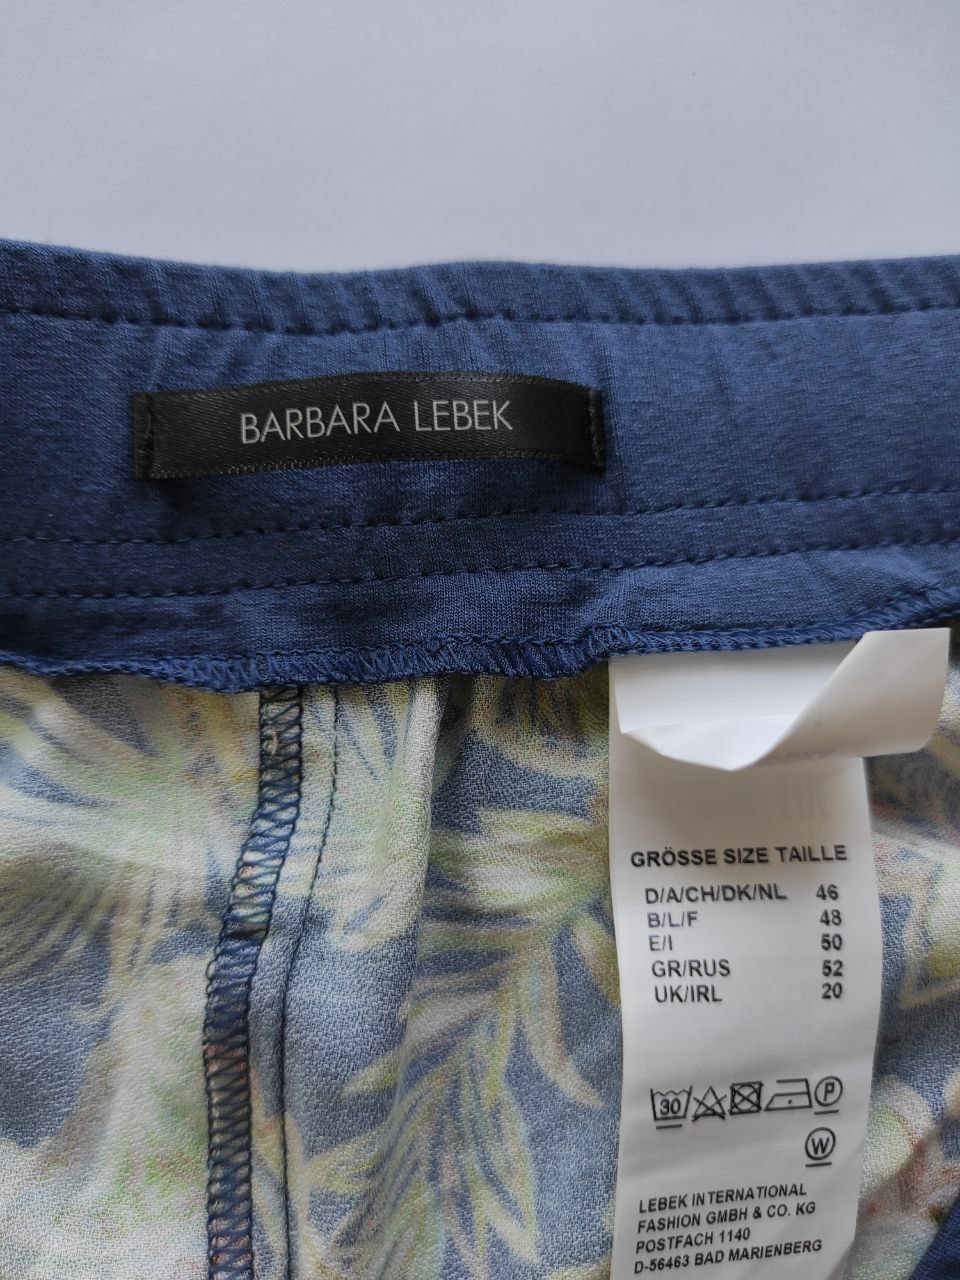 BARBARA LEBEK
GRÖSSE SIZE TAILLE
D/A/CH/DK/NL 46
B/L/F 48
E/I 50
GR/RUS 52
UK/IRL 20
30 P
W
LEBEK INTERNATIONAL
FASHION GMBH & CO. KG
POSTFACH 1140
D-56463 BAD MARIENBERG